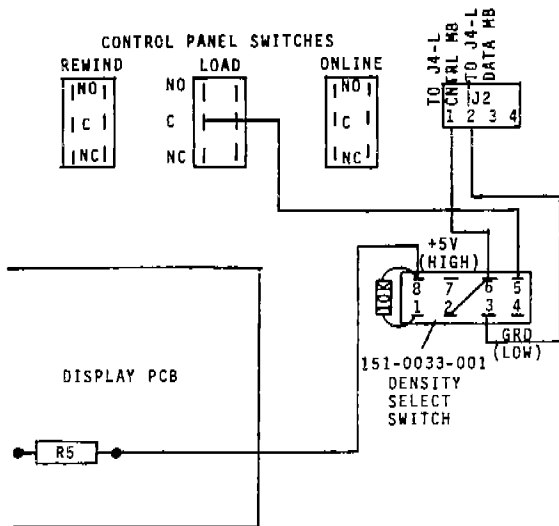 CONTROL PANEL SWITCHES
REWIND
LOAD
ONLINE
NO
C
NC
NO
C
NC
NO
C
NC
TO J4-L
CNTRL MB
TO J4-L
DATA MB
J2
1 2 3 4
+5V
(HIGH)
8 7 6 5
1 2 3 4
10K
GRD
(LOW)
151-0033-001
DENSITY
SELECT
SWITCH
DISPLAY PCB
R5